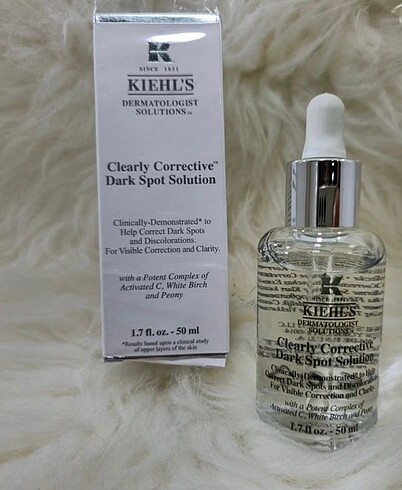 K
SINCE 1851
KIEHL'S
DERMATOLOGIST
SOLUTIONS™
Clearly Corrective™
Dark Spot Solution
Clinically-Demonstrated* to
Help Correct Dark Spots
and Discolorations.
For Visible Correction and Clarity.
with a Potent Complex of
Activated C, White Birch
and Peony
1.7 fl. oz. - 50 ml
*Results based upon a clinical study
of upper layers of the skin
K
SINCE
KIEHL'S
DERMATOLOGIST
SOLUTIONS
Clearly Corrective
Dark Spot Solution
Clinically-Demonstrated* to Help
Correct Dark Spots and Discolorations
For Visible Correction and Clarity.
with a Potent Complex of
Activated C, White Birch and Peony
1.7 fl. oz. - 50 ml